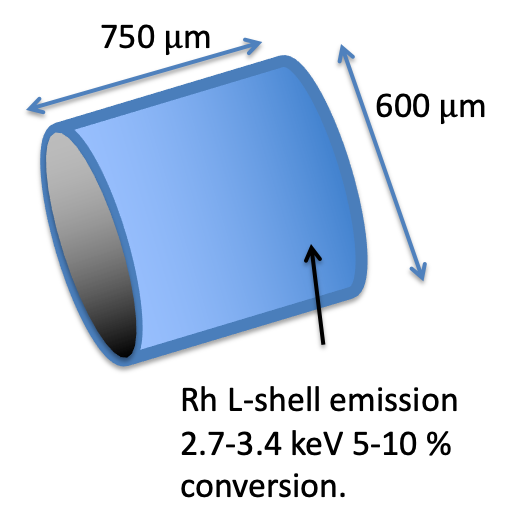 750 μm
600 μm
Rh L-shell emission
2.7-3.4 keV 5-10 %
conversion.